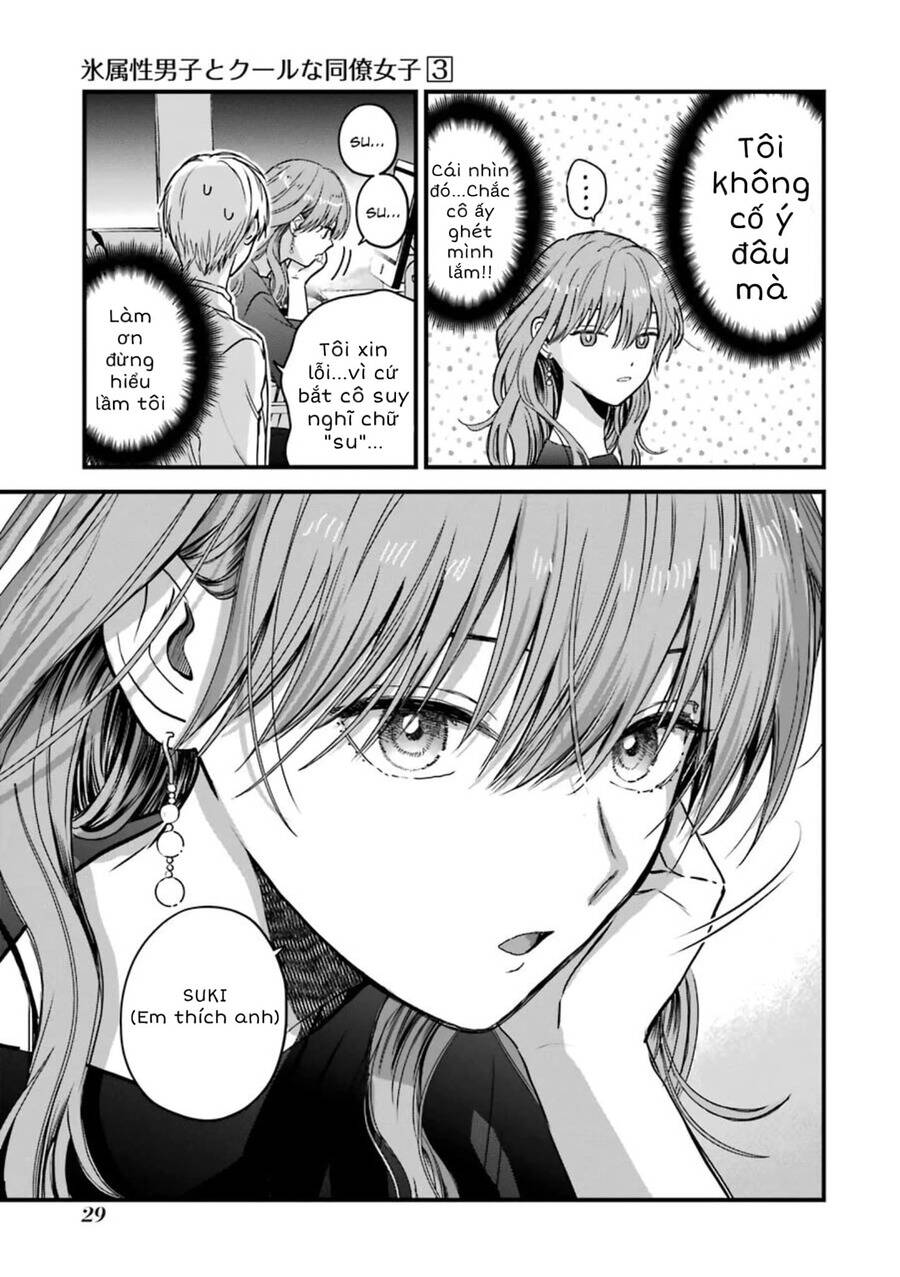 氷属性男子とクールな同僚女子3
Tôi
không
cố ý
đâu
mà
...
Cái nhìn
đó...Chắc
cô ấy
ghét
mình
lắm!!
su...
su...
Tôi xin
lỗi...vì cứ
bắt cô suy
nghĩ chữ
"su"...
Làm
ơn
đừng
hiểu
lầm tôi
SUKI
(Em thích anh)
29